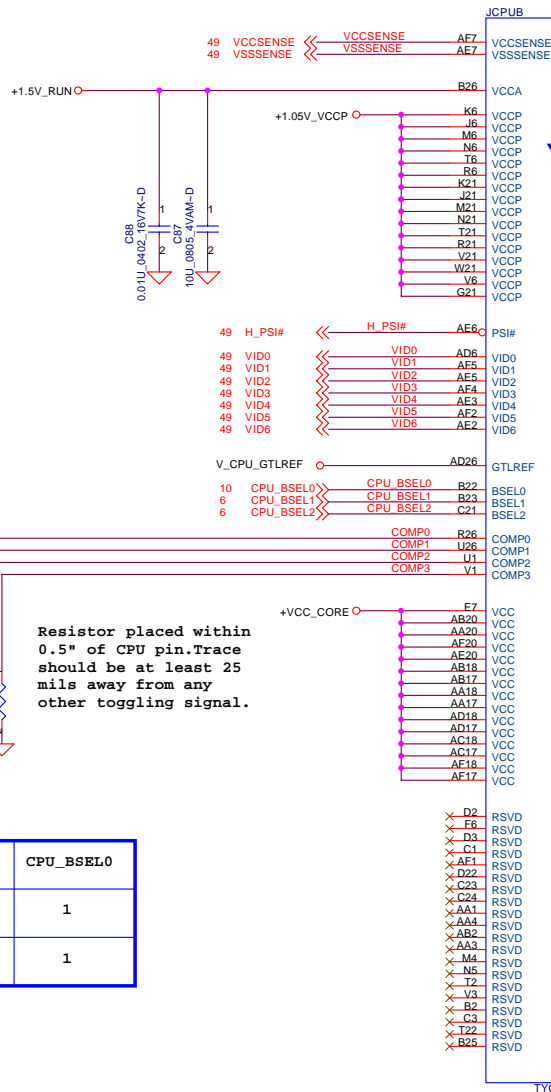 JCPUB
49 VCCSENSE VCCSENSE AF7 VCCSENSE
49 VSSSENSE VSSSENSE AE7 VSSSENSE
+1.5V_RUN B26 VCCA
+1.05V_VCCP K6 VCCP
J6 VCCP
M6 VCCP
N6 VCCP
T6 VCCP
R6 VCCP
K21 VCCP
J21 VCCP
M21 VCCP
N21 VCCP
T21 VCCP
R21 VCCP
V21 VCCP
W21 VCCP
V6 VCCP
G21 VCCP
1 1
2 2
C88
0.01U_0402_16V7K~D
C87
10U_0805_4VAM~D
49 H_PSI# H_PSI# AE6 PSI#
49 VID0 VID0 AD6 VID0
49 VID1 VID1 AF5 VID1
49 VID2 VID2 AE5 VID2
49 VID3 VID3 AF4 VID3
49 VID4 VID4 AE3 VID4
49 VID5 VID5 AF2 VID5
49 VID6 VID6 AE2 VID6
V_CPU_GTLREF AD26 GTLREF
10 CPU_BSEL0 CPU_BSEL0 B22 BSEL0
6 CPU_BSEL1 CPU_BSEL1 B23 BSEL1
6 CPU_BSEL2 CPU_BSEL2 C21 BSEL2
COMP0 R26 COMP0
COMP1 U26 COMP1
COMP2 U1 COMP2
COMP3 V1 COMP3
+VCC_CORE E7 VCC
AB20 VCC
AA20 VCC
AF20 VCC
AE20 VCC
AB18 VCC
AB17 VCC
AA18 VCC
AA17 VCC
AD18 VCC
AD17 VCC
AC18 VCC
AC17 VCC
AF18 VCC
AF17 VCC
Resistor placed within
0.5" of CPU pin.Trace
should be at least 25
mils away from any
other toggling signal.
D2 RSVD
F6 RSVD
D3 RSVD
C1 RSVD
AF1 RSVD
D22 RSVD
C23 RSVD
C24 RSVD
AA1 RSVD
AA4 RSVD
AB2 RSVD
AA3 RSVD
M4 RSVD
N5 RSVD
T2 RSVD
V3 RSVD
B2 RSVD
C3 RSVD
T22 RSVD
B25 RSVD
CPU_BSEL0
1
1